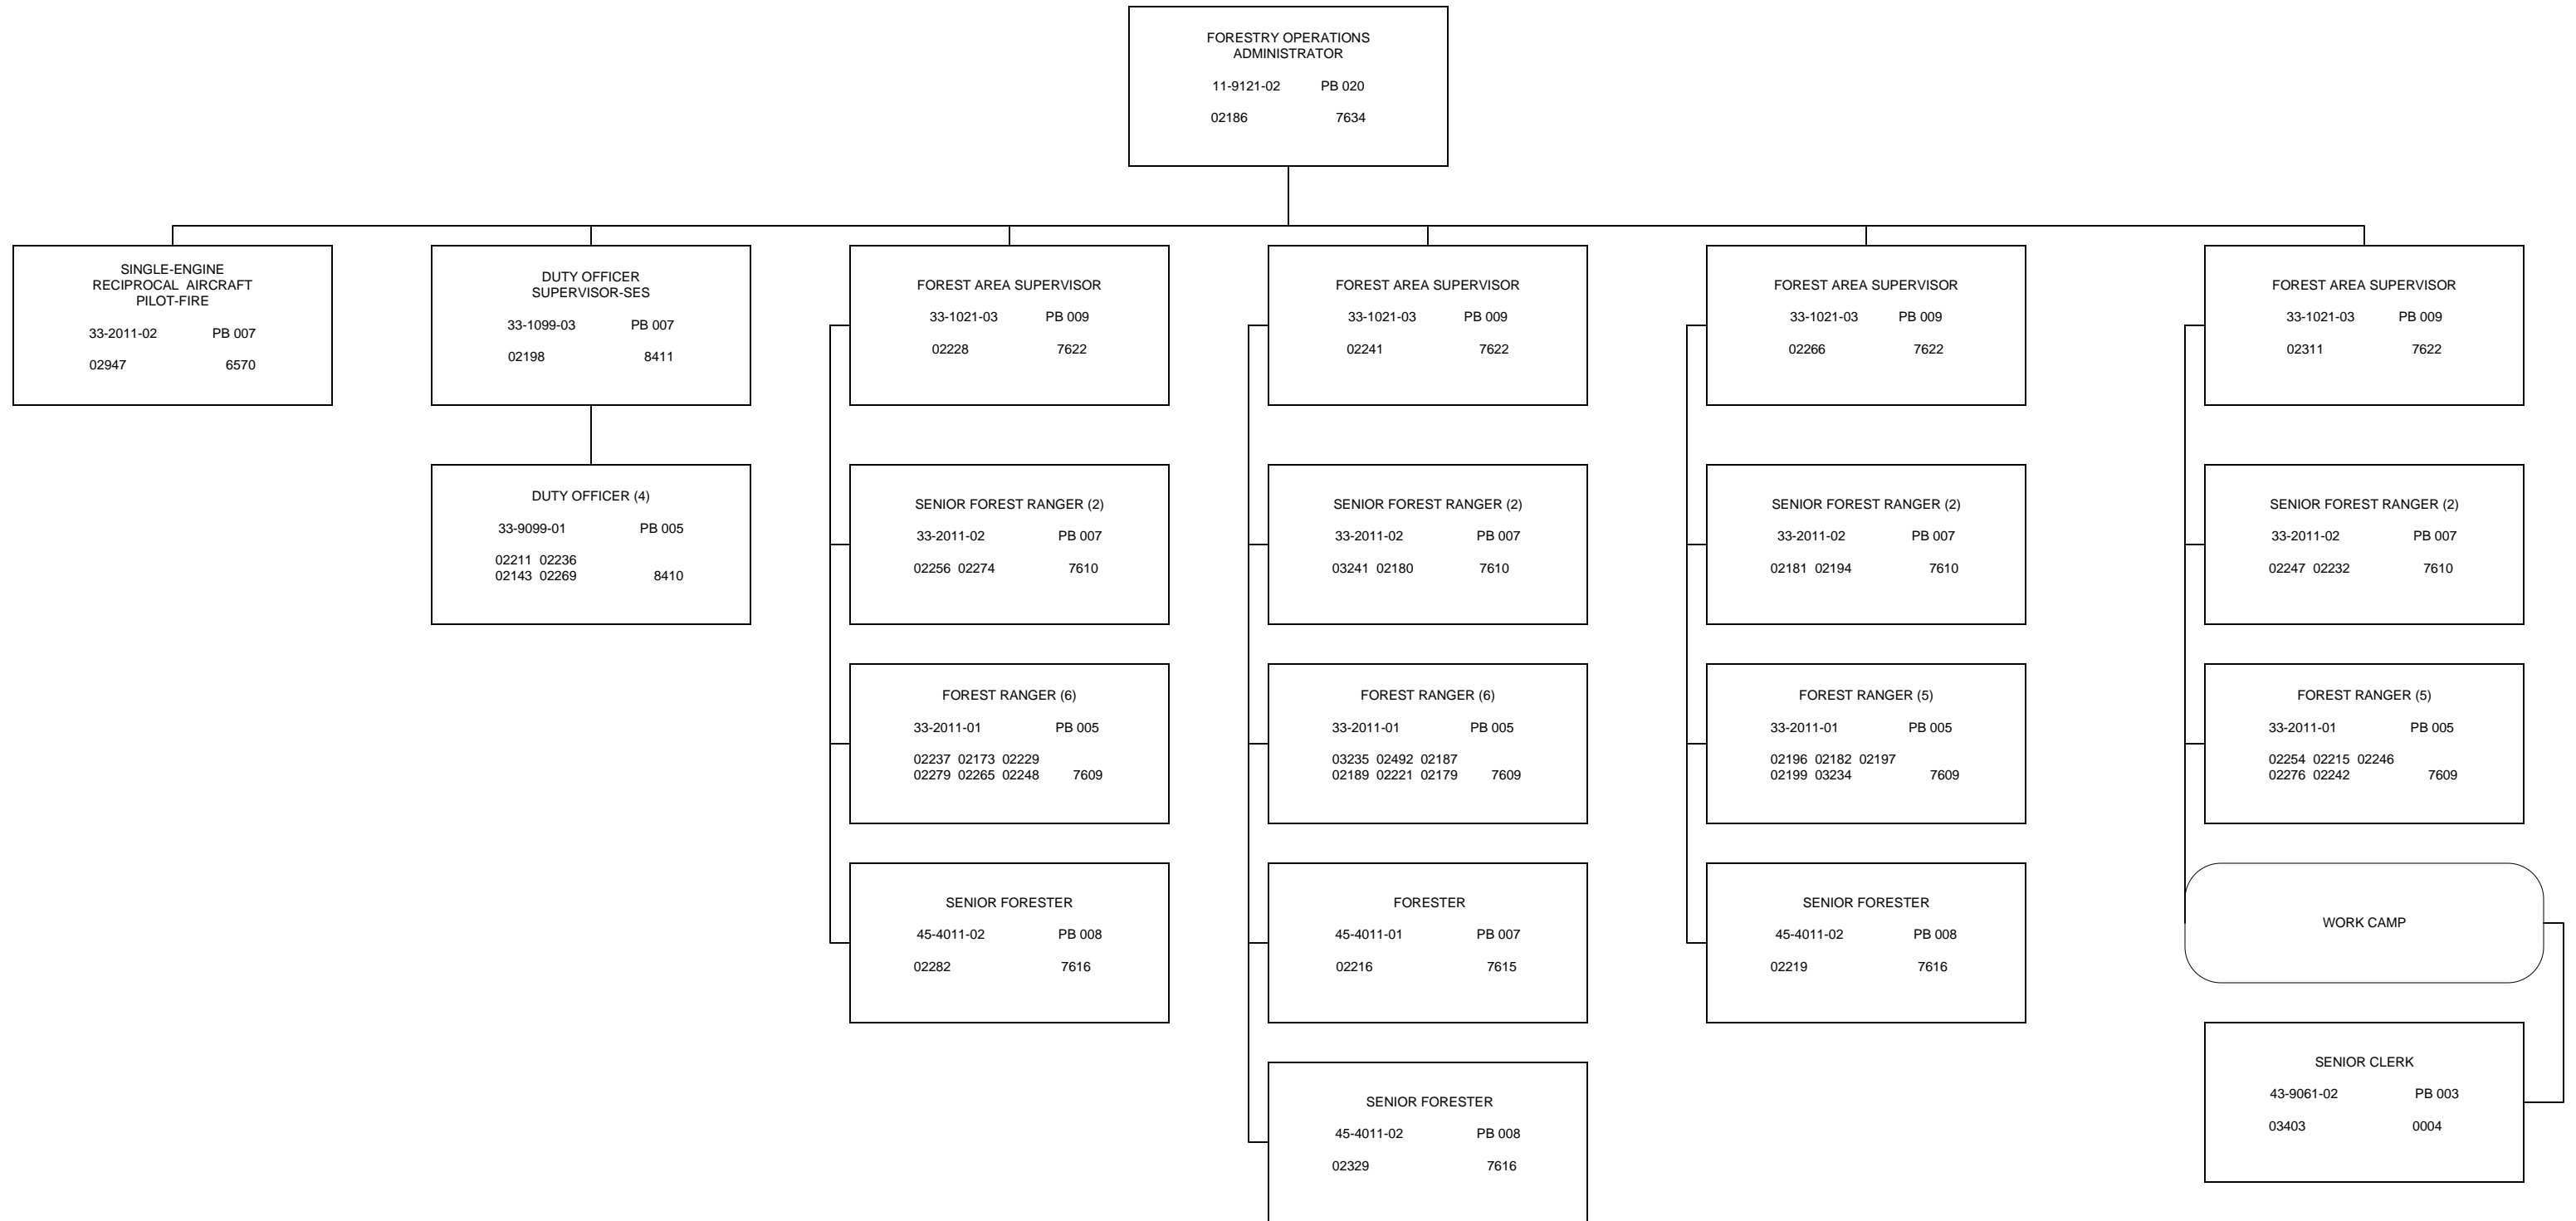 FORESTRY OPERATIONS
ADMINISTRATOR
11-9121-02 PB 020
02186 7634
SINGLE-ENGINE
RECIPROCAL AIRCRAFT
PILOT-FIRE
33-2011-02 PB 007
02947 6570
DUTY OFFICER
SUPERVISOR-SES
33-1099-03 PB 007
02198 8411
DUTY OFFICER (4)
33-9099-01 PB 005
02211 02236
02143 02269 8410
FOREST AREA SUPERVISOR
33-1021-03 PB 009
02228 7622
SENIOR FOREST RANGER (2)
33-2011-02 PB 007
02256 02274 7610
FOREST RANGER (6)
33-2011-01 PB 005
02237 02173 02229
02279 02265 02248 7609
SENIOR FORESTER
45-4011-02 PB 008
02282 7616
FOREST AREA SUPERVISOR
33-1021-03 PB 009
02241 7622
SENIOR FOREST RANGER (2)
33-2011-02 PB 007
03241 02180 7610
FOREST RANGER (6)
33-2011-01 PB 005
03235 02492 02187
02189 02221 02179 7609
FORESTER
45-4011-01 PB 007
02216 7615
SENIOR FORESTER
45-4011-02 PB 008
02329 7616
FOREST AREA SUPERVISOR
33-1021-03 PB 009
02266 7622
SENIOR FOREST RANGER (2)
33-2011-02 PB 007
02181 02194 7610
FOREST RANGER (5)
33-2011-01 PB 005
02196 02182 02197
02199 03234 7609
SENIOR FORESTER
45-4011-02 PB 008
02219 7616
FOREST AREA SUPERVISOR
33-1021-03 PB 009
02311 7622
SENIOR FOREST RANGER (2)
33-2011-02 PB 007
02247 02232 7610
FOREST RANGER (5)
33-2011-01 PB 005
02254 02215 02246
02276 02242 7609
WORK CAMP
SENIOR CLERK
43-9061-02 PB 003
03403 0004